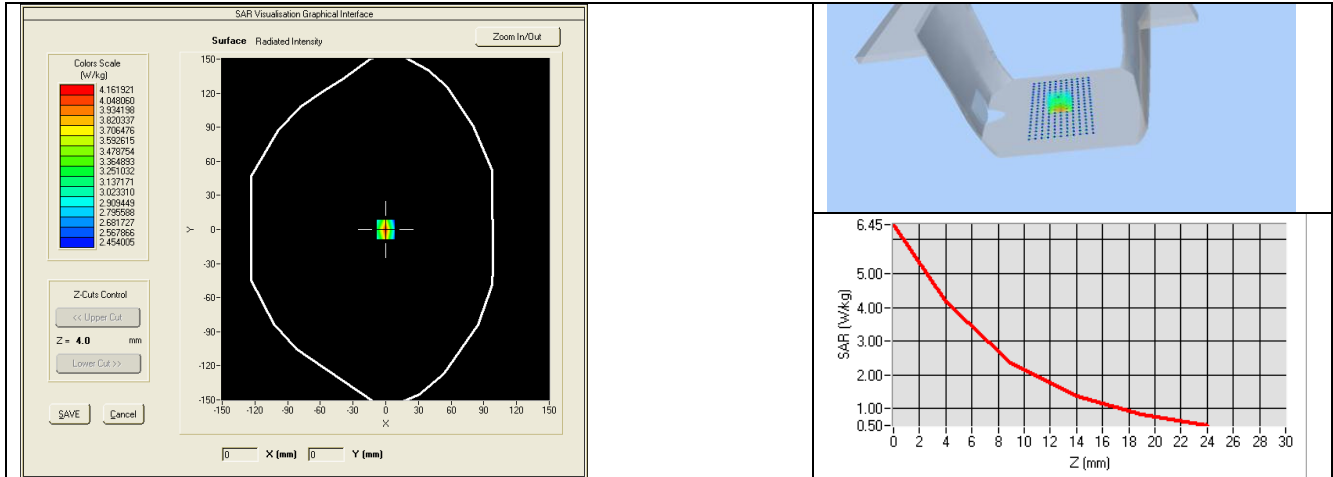 SAR Visualisation Graphical Interface
Surface Radiated Intensity
Zoom In/Out
Colors Scale
(W/kg)
4.161921
4.048060
3.934198
3.820337
3.706476
3.592615
3.478754
3.364893
3.251032
3.137171
3.023310
2.909449
2.795588
2.681727
2.567866
2.454005
Z-Cuts Control
<< Upper Cut
Z = 4.0 mm
Lower Cut >>
SAVE Cancel
150-
120-
90-
60-
30-
0-
-30-
-60-
-90-
-120-
-150-
Y
-150 -120 -90 -60 -30 0 30 60 90 120 150
X
0 X (mm) 0 Y (mm)
6.45-
5.00-
4.00-
3.00-
2.00-
1.00-
0.50-
SAR (W/kg)
0 2 4 6 8 10 12 14 16 18 20 22 24 26 28 30
Z (mm)